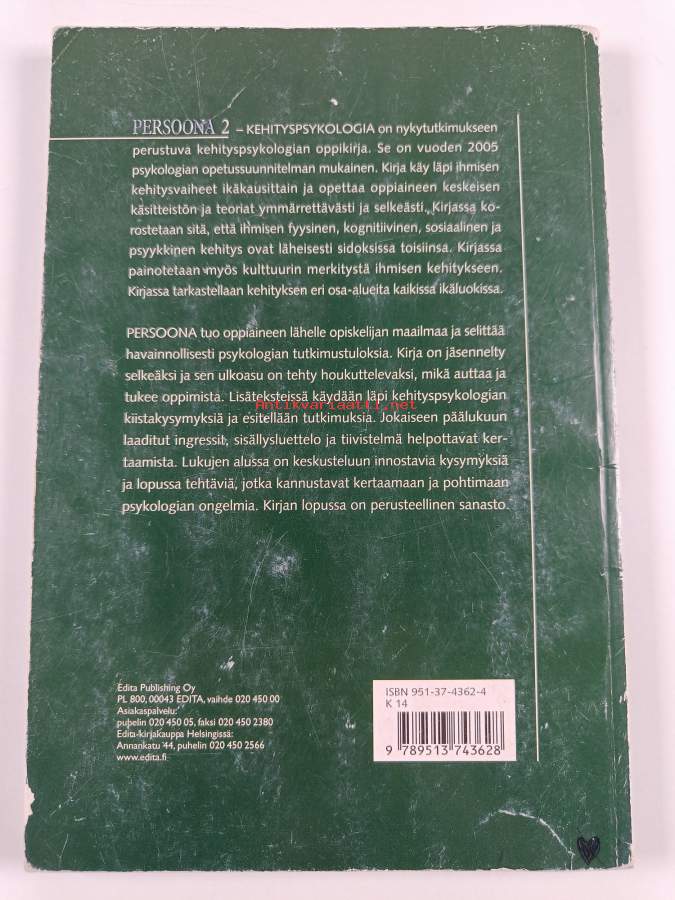 PERSOONA 2 – KEHITYSPSYKOLOGIA on nykytutkimukseen
perustuva kehityspsykologian oppikirja. Se on vuoden 2005
psykologian opetussuunnitelman mukainen. Kirja käy läpi ihmisen
kehitysvaiheet ikäkausittain ja opettaa oppiaineen keskeisen
käsitteistön ja teoriat ymmärrettävästi ja selkeästi. Kirjassa ko-
rostetaan sitä, että ihmisen fyysinen, kognitiivinen, sosiaalinen ja
psyykkinen kehitys ovat läheisesti sidoksissa toisiinsa. Kirjassa
painotetaan myös kulttuurin merkitystä ihmisen kehitykseen.
Kirjassa tarkastellaan kehityksen eri osa-alueita kaikissa ikäluokissa.
PERSOONA tuo oppiaineen lähelle opiskelijan maailmaa ja selittää
havainnollisesti psykologian tutkimustuloksia. Kirja on jäsennelty
selkeäksi ja sen ulkoasu on tehty houkuttelevaksi, mikä auttaa ja
tukee oppimista. Lisäteksteissä käydään läpi kehityspsykologian
Antikvariaatti.net
kiistakysymyksiä ja esitellään tutkimuksia. Jokaiseen päälukuun
laaditut ingressit, sisällysluettelo ja tiivistelmä helpottavat ker-
taamista. Lukujen alussa on keskusteluun innostavia kysymyksiä
ja lopussa tehtäviä, jotka kannustavat kertaamaan ja pohtimaan
psykologian ongelmia. Kirjan lopussa on perusteellinen sanasto.
Edita Publishing Oy
PL 800, 00043 EDITA, vaihde 020 450 00
Asiakaspalvelu:
puhelin 020 450 05, faksi 020 450 2380
Edita-kirjakauppa Helsingissä:
Annankatu 44, puhelin 020 450 2566
www.edita.fi
ISBN 951-37-4362-4
K 14
9 789513 743628